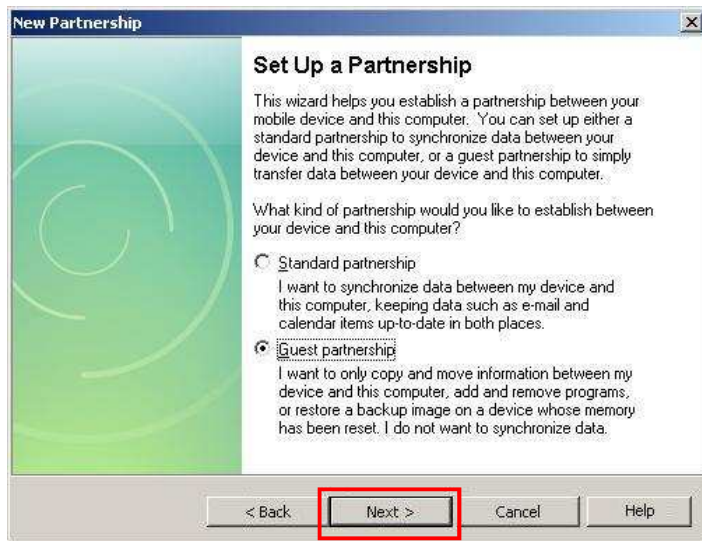 New Partnership
Set Up a Partnership
This wizard helps you establish a partnership between your
mobile device and this computer. You can set up either a
standard partnership to synchronize data between your
device and this computer, or a guest partnership to simply
transfer data between your device and this computer.
What kind of partnership would you like to establish between
your device and this computer?
Standard partnership
I want to synchronize data between my device and
this computer, keeping data such as e-mail and
calendar items up-to-date in both places.
Guest partnership
I want to only copy and move information between my
device and this computer, add and remove programs,
or restore a backup image on a device whose memory
has been reset. I do not want to synchronize data.
< Back Next > Cancel Help